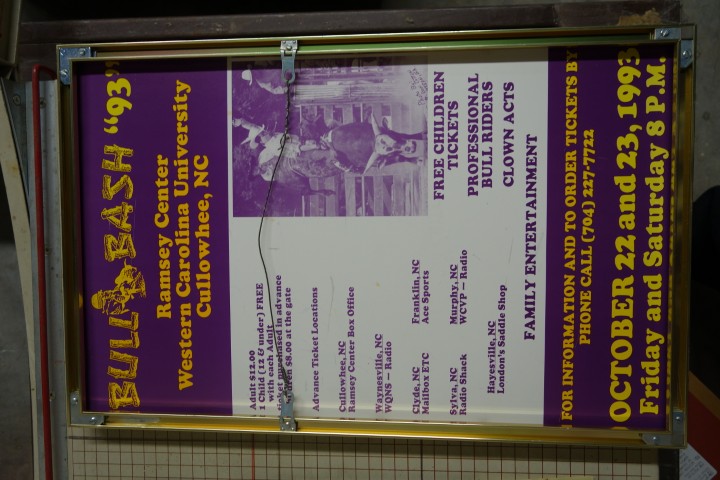 BULL BASH “93”
Ramsey Center
Western Carolina University
Cullowhee, NC
Adult $12.00
1 Child (12 & under) FREE
with each Adult
ticket purchased in advance
$8.00 at the gate
Advance Ticket Locations
Cullowhee, NC
Ramsey Center Box Office
Waynesville, NC
WQNS — Radio
Clyde, NC
Mailbox ETC
Franklin, NC
Ace Sports
Sylva, NC
Radio Shack
Murphy, NC
WCVP — Radio
Hayesville, NC
London's Saddle Shop
FREE CHILDREN
TICKETS
PROFESSIONAL
BULL RIDERS
CLOWN ACTS
FAMILY ENTERTAINMENT
FOR INFORMATION AND TO ORDER TICKETS BY
PHONE CALL (704) 227-7722
OCTOBER 22 and 23, 1993
Friday and Saturday 8 P.M.